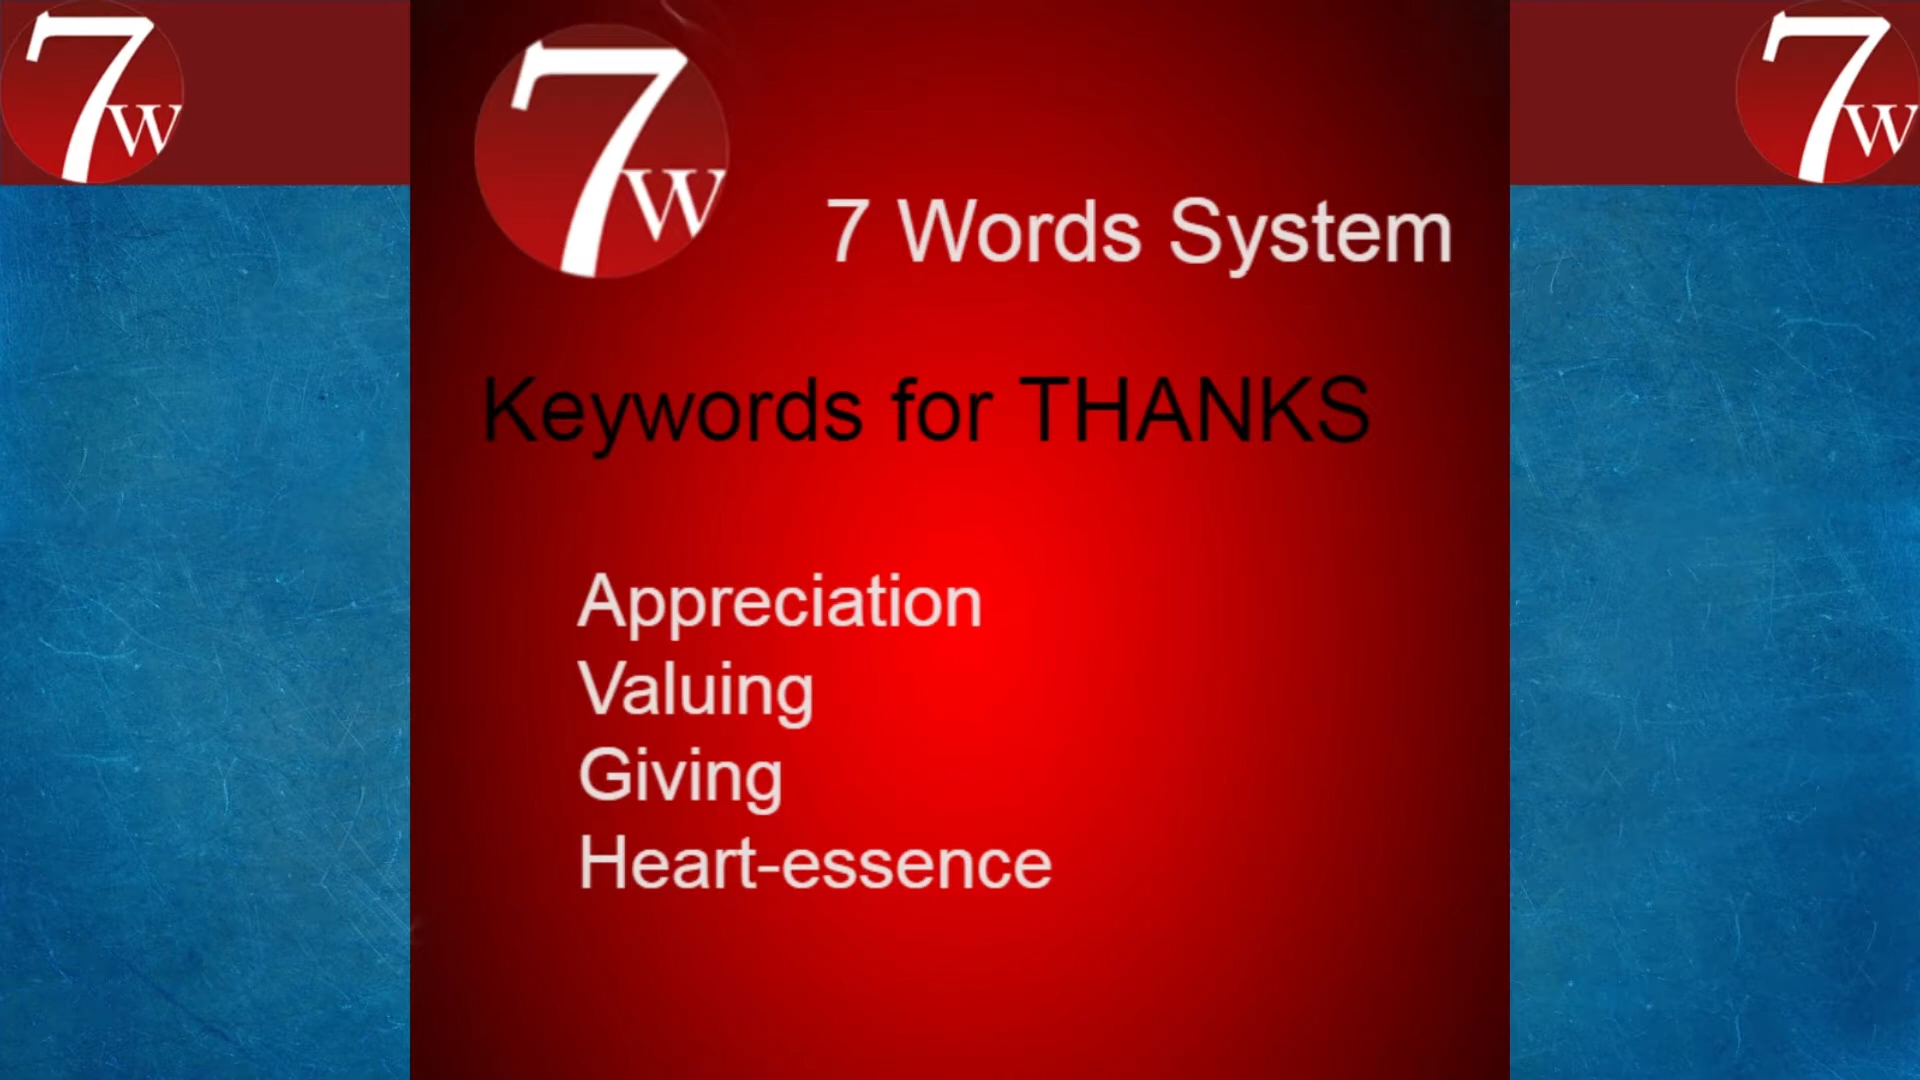 7w
7w
7w
7 Words System
Keywords for THANKS
Appreciation
Valuing
Giving
Heart-essence